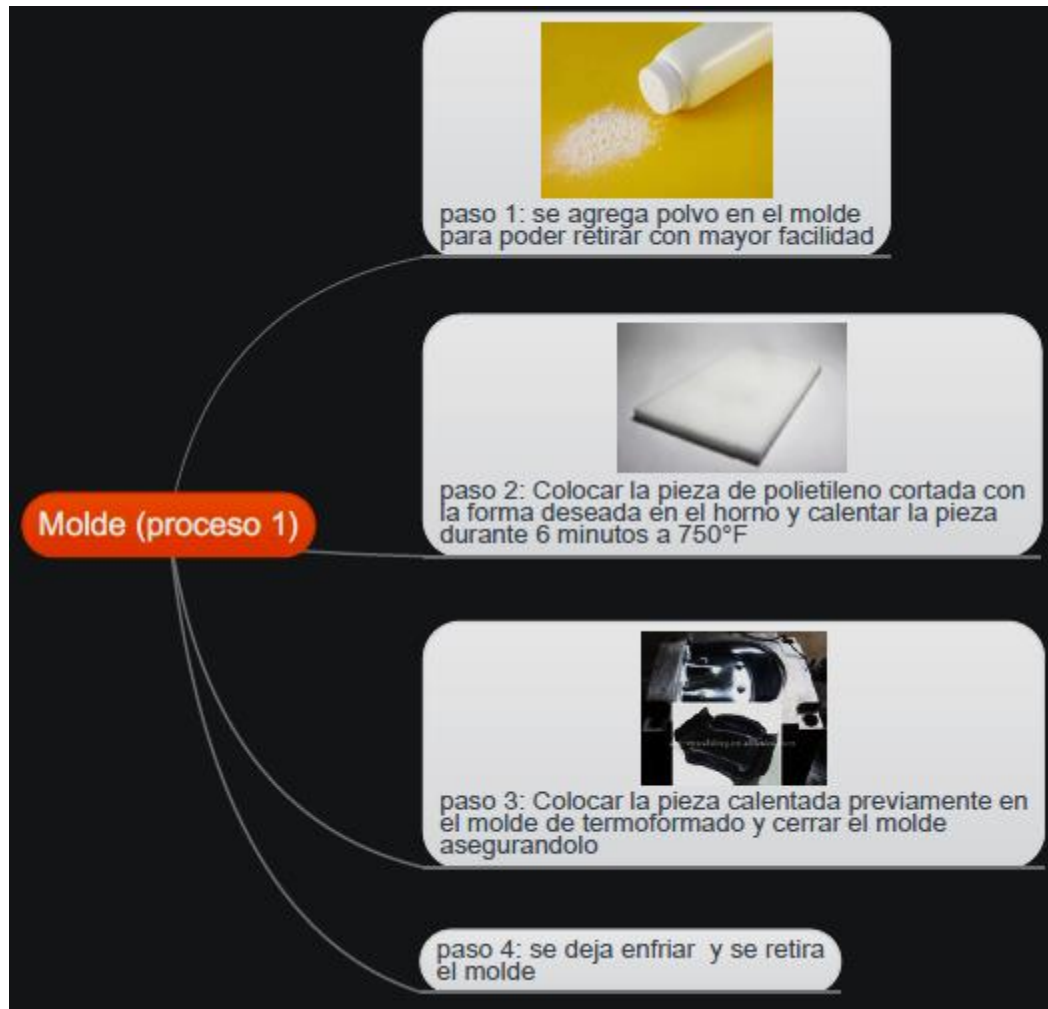 paso 1: se agrega polvo en el molde
para poder retirar con mayor facilidad
Molde (proceso 1)
paso 2: Colocar la pieza de polietileno cortada con
la forma deseada en el horno y calentar la pieza
durante 6 minutos a 750°F
paso 3: Colocar la pieza calentada previamente en
el molde de termoformado y cerrar el molde
asegurandolo
paso 4: se deja enfriar y se retira
el molde